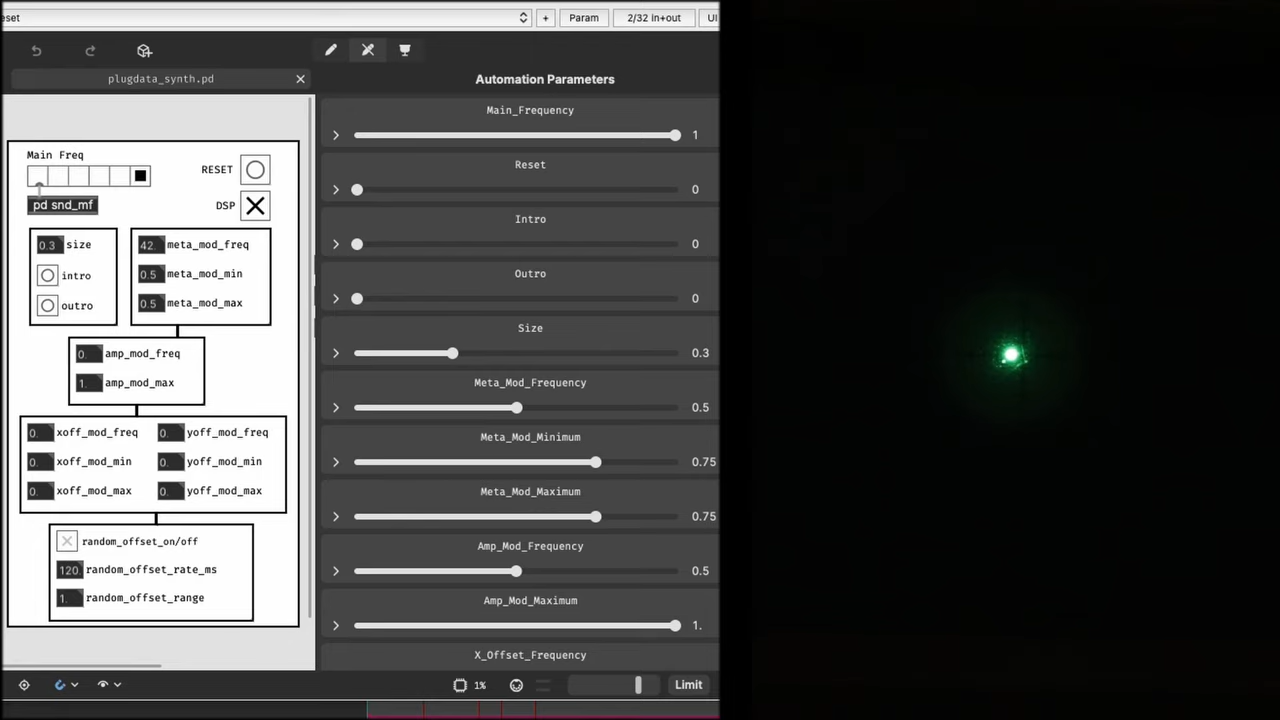 eset
+
Param
2/32 in+out
UI
plugdata_synth.pd
Automation Parameters
Main Freq
RESET
pd snd_mf
DSP
0.3 size
intro
outro
42. meta_mod_freq
0.5 meta_mod_min
0.5 meta_mod_max
0. amp_mod_freq
1. amp_mod_max
0. xoff_mod_freq
0. yoff_mod_freq
0. xoff_mod_min
0. yoff_mod_min
0. xoff_mod_max
0. yoff_mod_max
random_offset_on/off
120. random_offset_rate_ms
1. random_offset_range
Main_Frequency
1
Reset
0
Intro
0
Outro
0
Size
0.3
Meta_Mod_Frequency
0.5
Meta_Mod_Minimum
0.75
Meta_Mod_Maximum
0.75
Amp_Mod_Frequency
0.5
Amp_Mod_Maximum
1.
X_Offset_Frequency
1%
Limit